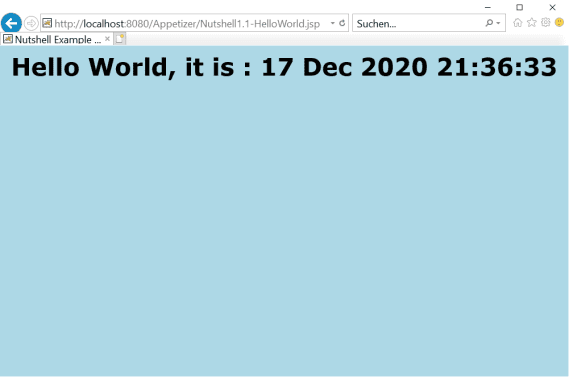 http://localhost:8080/Appetizer/Nutshell1.1-HelloWorld.jsp Suchen...
Nutshell Example ...
Hello World, it is : 17 Dec 2020 21:36:33